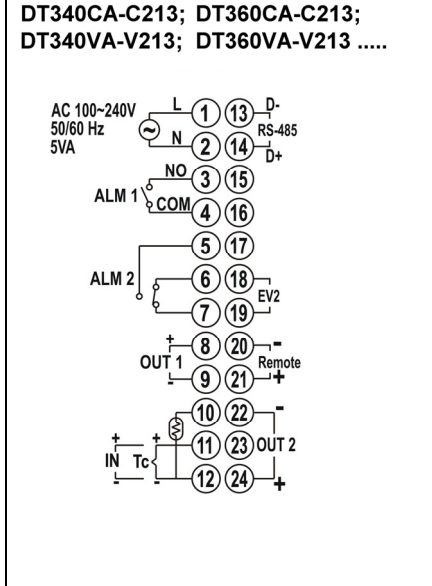 DT340CA-C213; DT360CA-C213;
DT340VA-V213; DT360VA-V213 .....
AC 100~240V
50/60 Hz
5VA
L 1 13 D-
RS-485
N 2 14 D+
NO 3 15
ALM 1
COM 4 16
5 17
ALM 2
6 18
EV2
7 19
+ 8 20 -
OUT 1 Remote
- 9 21 +
10 22 -
+ + 11 23 OUT 2
IN Tc
- - 12 24 +